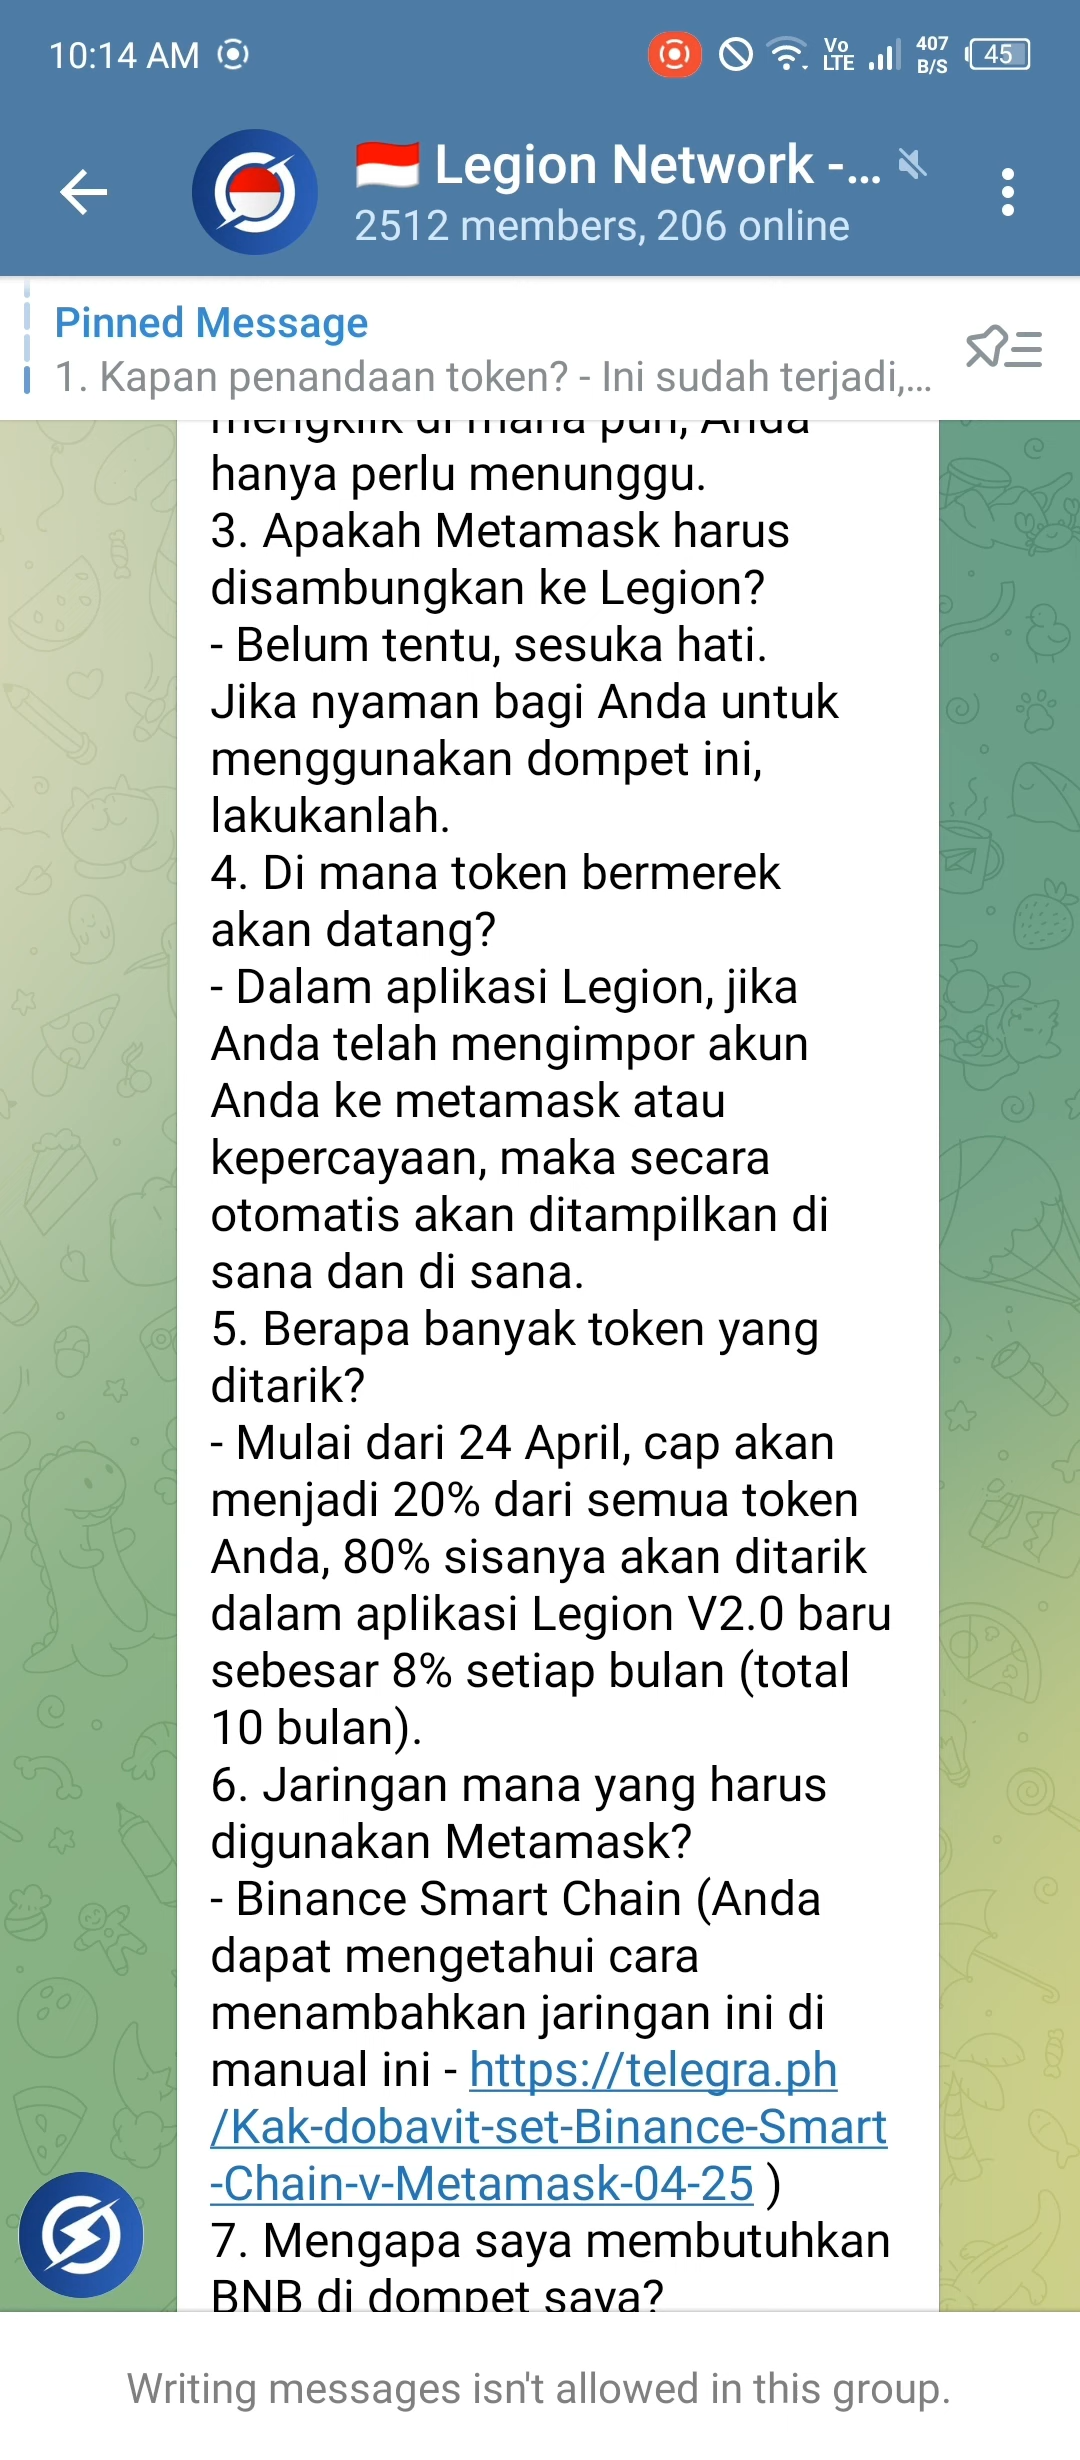 10:14 AM
Vo LTE
407 B/S
45
Legion Network -...
2512 members, 206 online
Pinned Message
1. Kapan penandaan token? - Ini sudah terjadi,...
mengklik di mana pun, Anda
hanya perlu menunggu.
3. Apakah Metamask harus
disambungkan ke Legion?
- Belum tentu, sesuka hati.
Jika nyaman bagi Anda untuk
menggunakan dompet ini,
lakukanlah.
4. Di mana token bermerek
akan datang?
- Dalam aplikasi Legion, jika
Anda telah mengimpor akun
Anda ke metamask atau
kepercayaan, maka secara
otomatis akan ditampilkan di
sana dan di sana.
5. Berapa banyak token yang
ditarik?
- Mulai dari 24 April, cap akan
menjadi 20% dari semua token
Anda, 80% sisanya akan ditarik
dalam aplikasi Legion V2.0 baru
sebesar 8% setiap bulan (total
10 bulan).
6. Jaringan mana yang harus
digunakan Metamask?
- Binance Smart Chain (Anda
dapat mengetahui cara
menambahkan jaringan ini di
manual ini - https://telegra.ph
/Kak-dobavit-set-Binance-Smart
-Chain-v-Metamask-04-25 )
7. Mengapa saya membutuhkan
BNB di dompet saya?
Writing messages isn't allowed in this group.